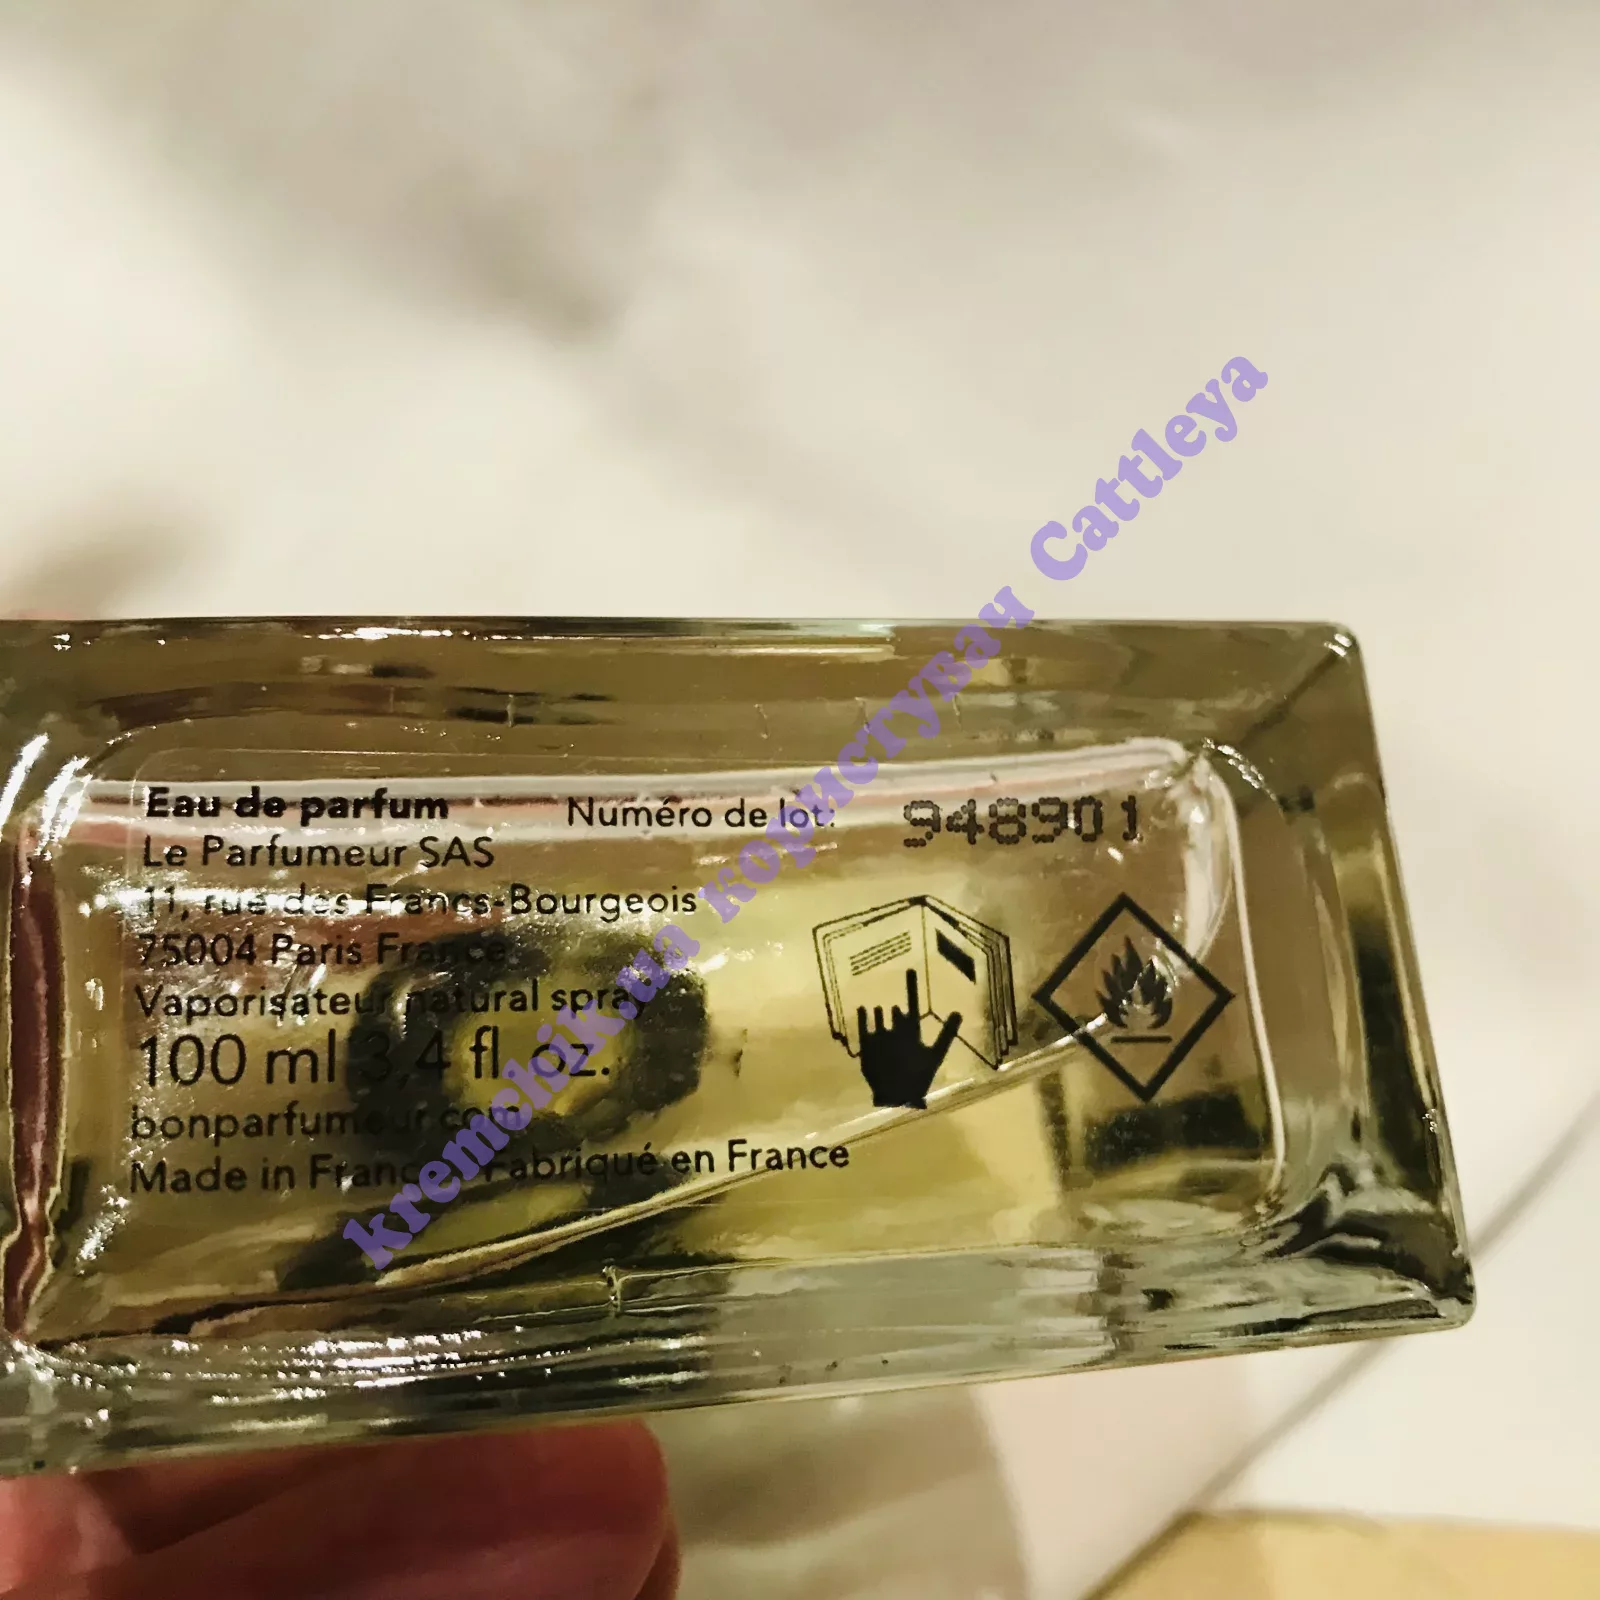 Eau de parfum
Numéro de lot: 948901
Le Parfumeur SAS
11, rue des Francs-Bourgeois
75004 Paris France
Vaporisateur natural spray
100 ml 3,4 fl. oz.
bonparfumeur.com
Made in France Fabriqué en France
kremchik.ua користувач Cattleya